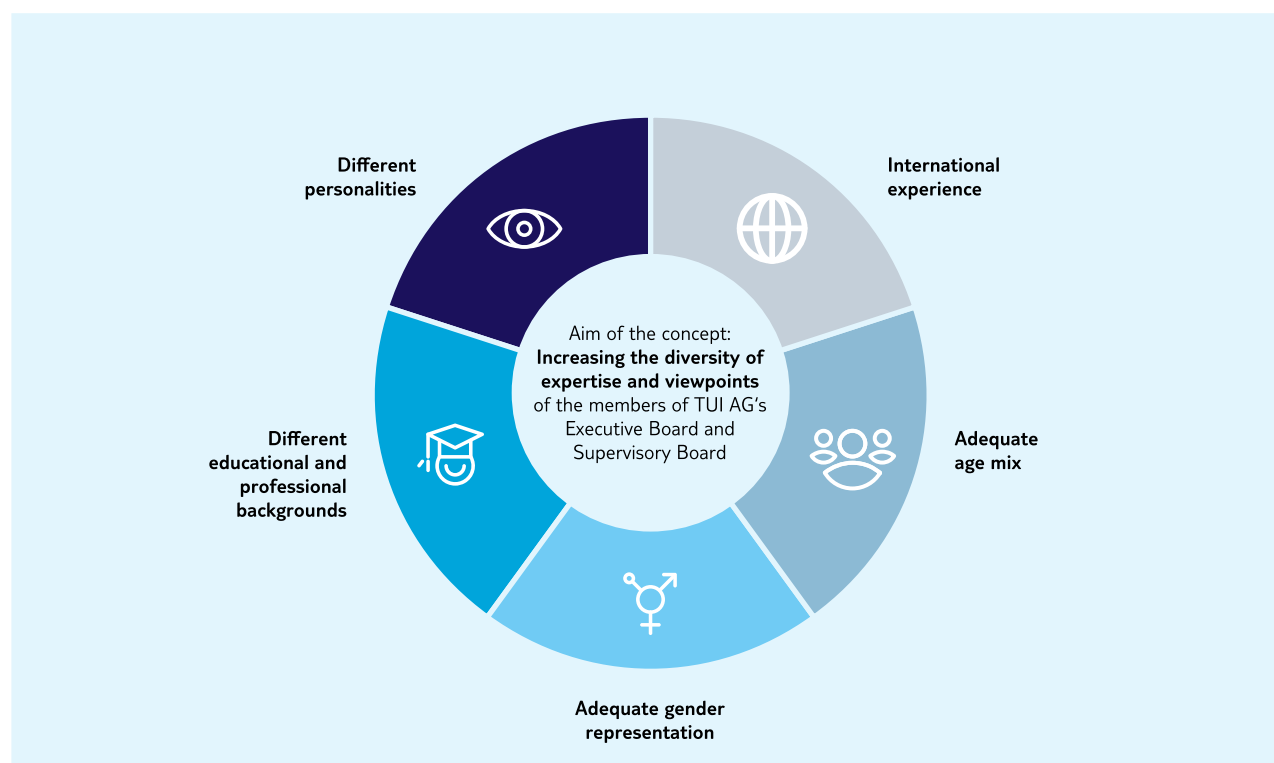 Different
personalities
International
experience
Aim of the concept:
Increasing the diversity of
expertise and viewpoints
of the members of TUI AG's
Executive Board and
Supervisory Board
Different
educational and
professional
backgrounds
Adequate
age mix
Adequate gender
representation